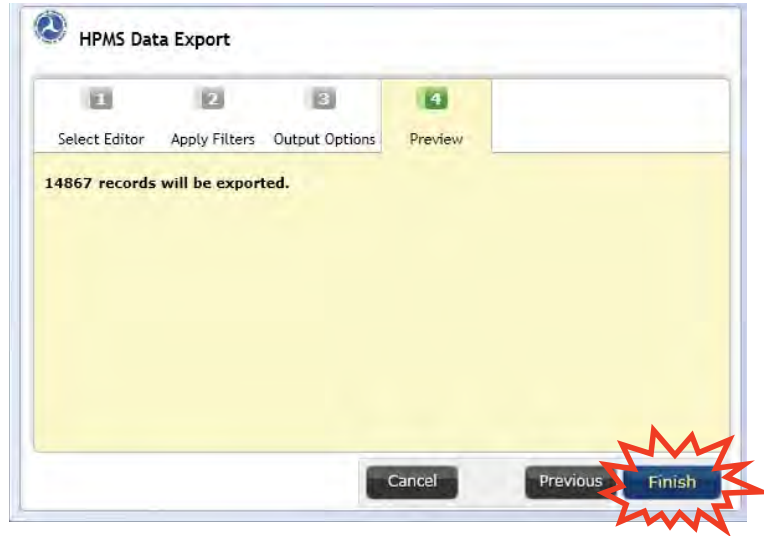 HPMS Data Export
1 2 3 4
Select Editor Apply Filters Output Options Preview
14867 records will be exported.
Cancel Previous Finish